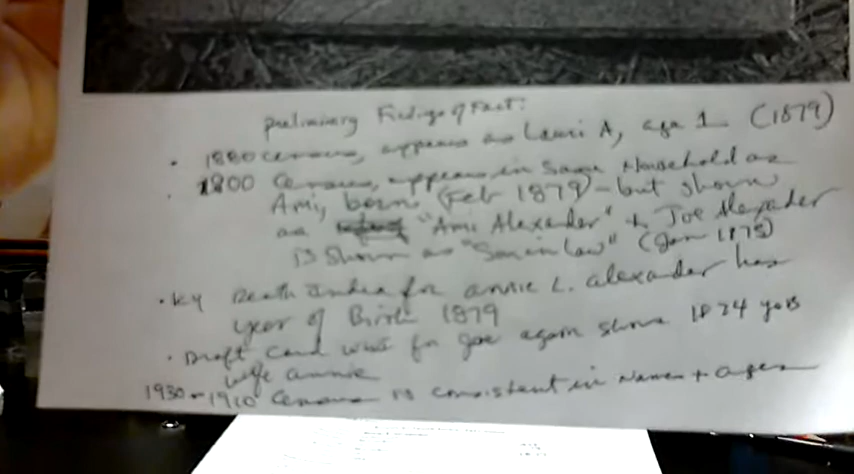 Preliminary Findings of Fact:
• 1880 census, appears as Lauri A, age 1 (1879)
• 1900 Census, appears in Same Household as
Ami, born (Feb 1879) – but shown
as "Ami Alexander" + Joe Alexander
is shown as "Son in law" (Jan 1875)
• Ky Death Index for annie L. alexander has
year of Birth 1879
• Draft Card WWI for Joe again shows 1874 yob
wife annie
1930 - 1910 Census is consistent in Names + ages